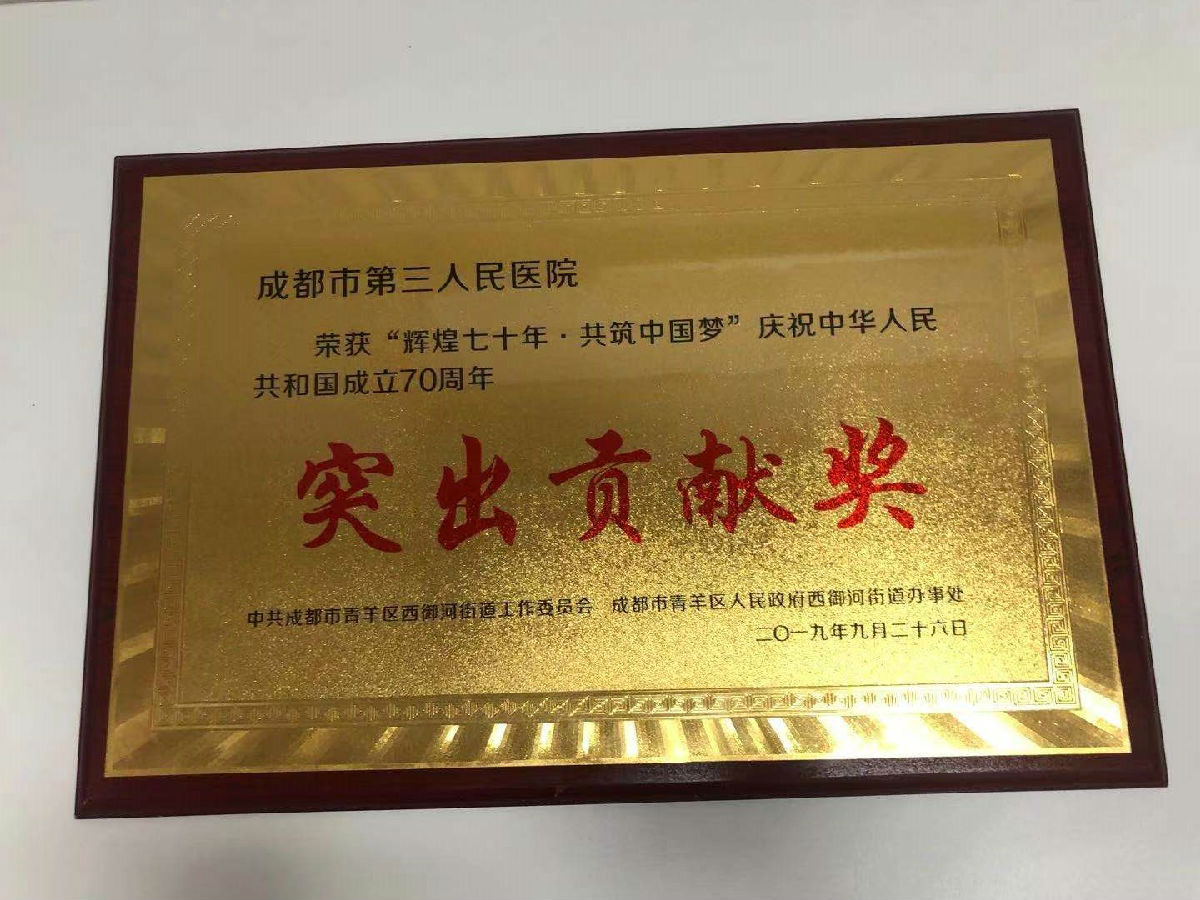 成都市第三人民医院
荣获“辉煌七十年·共筑中国梦”庆祝中华人民
共和国成立70周年
突出贡献奖
中共成都市青羊区西御河街道工作委员会 成都市青羊区人民政府西御河街道办事处
二〇一九年九月二十六日